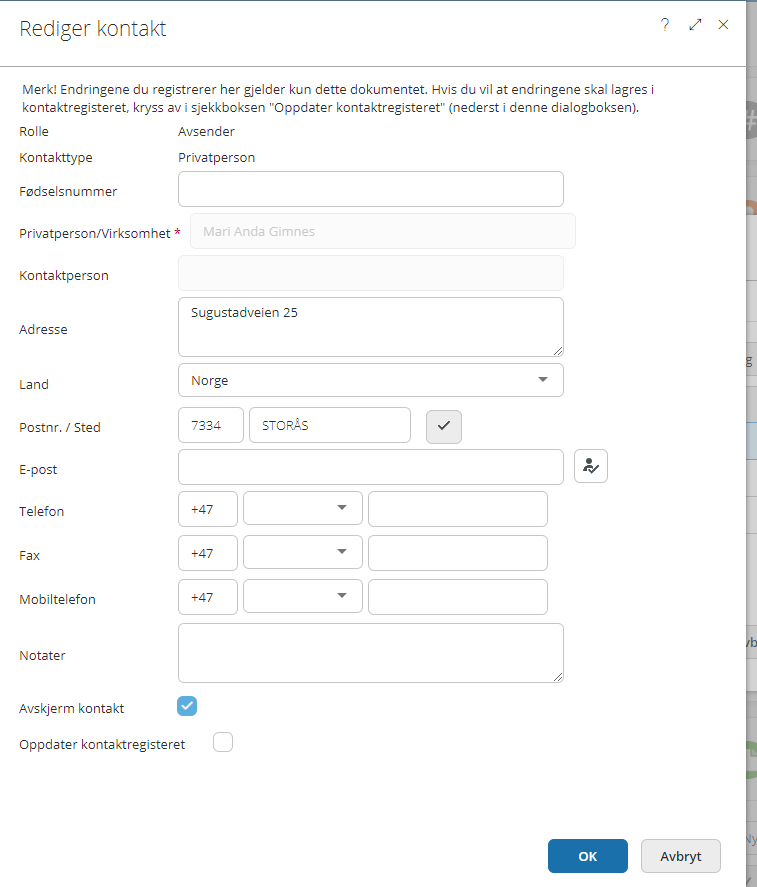 Rediger kontakt
?
Merk! Endringene du registrerer her gjelder kun dette dokumentet. Hvis du vil at endringene skal lagres i
kontaktregisteret, kryss av i sjekkboksen "Oppdater kontaktregisteret" (nederst i denne dialogboksen).
Rolle Avsender
Kontakttype Privatperson
Fødselsnummer
Privatperson/Virksomhet * Mari Anda Gimnes
Kontaktperson
Adresse Sugustadveien 25
Land Norge
Postnr. / Sted 7334 STORÅS
E-post
Telefon +47
Fax +47
Mobiltelefon +47
Notater
Avskjerm kontakt
Oppdater kontaktregisteret
OK Avbryt